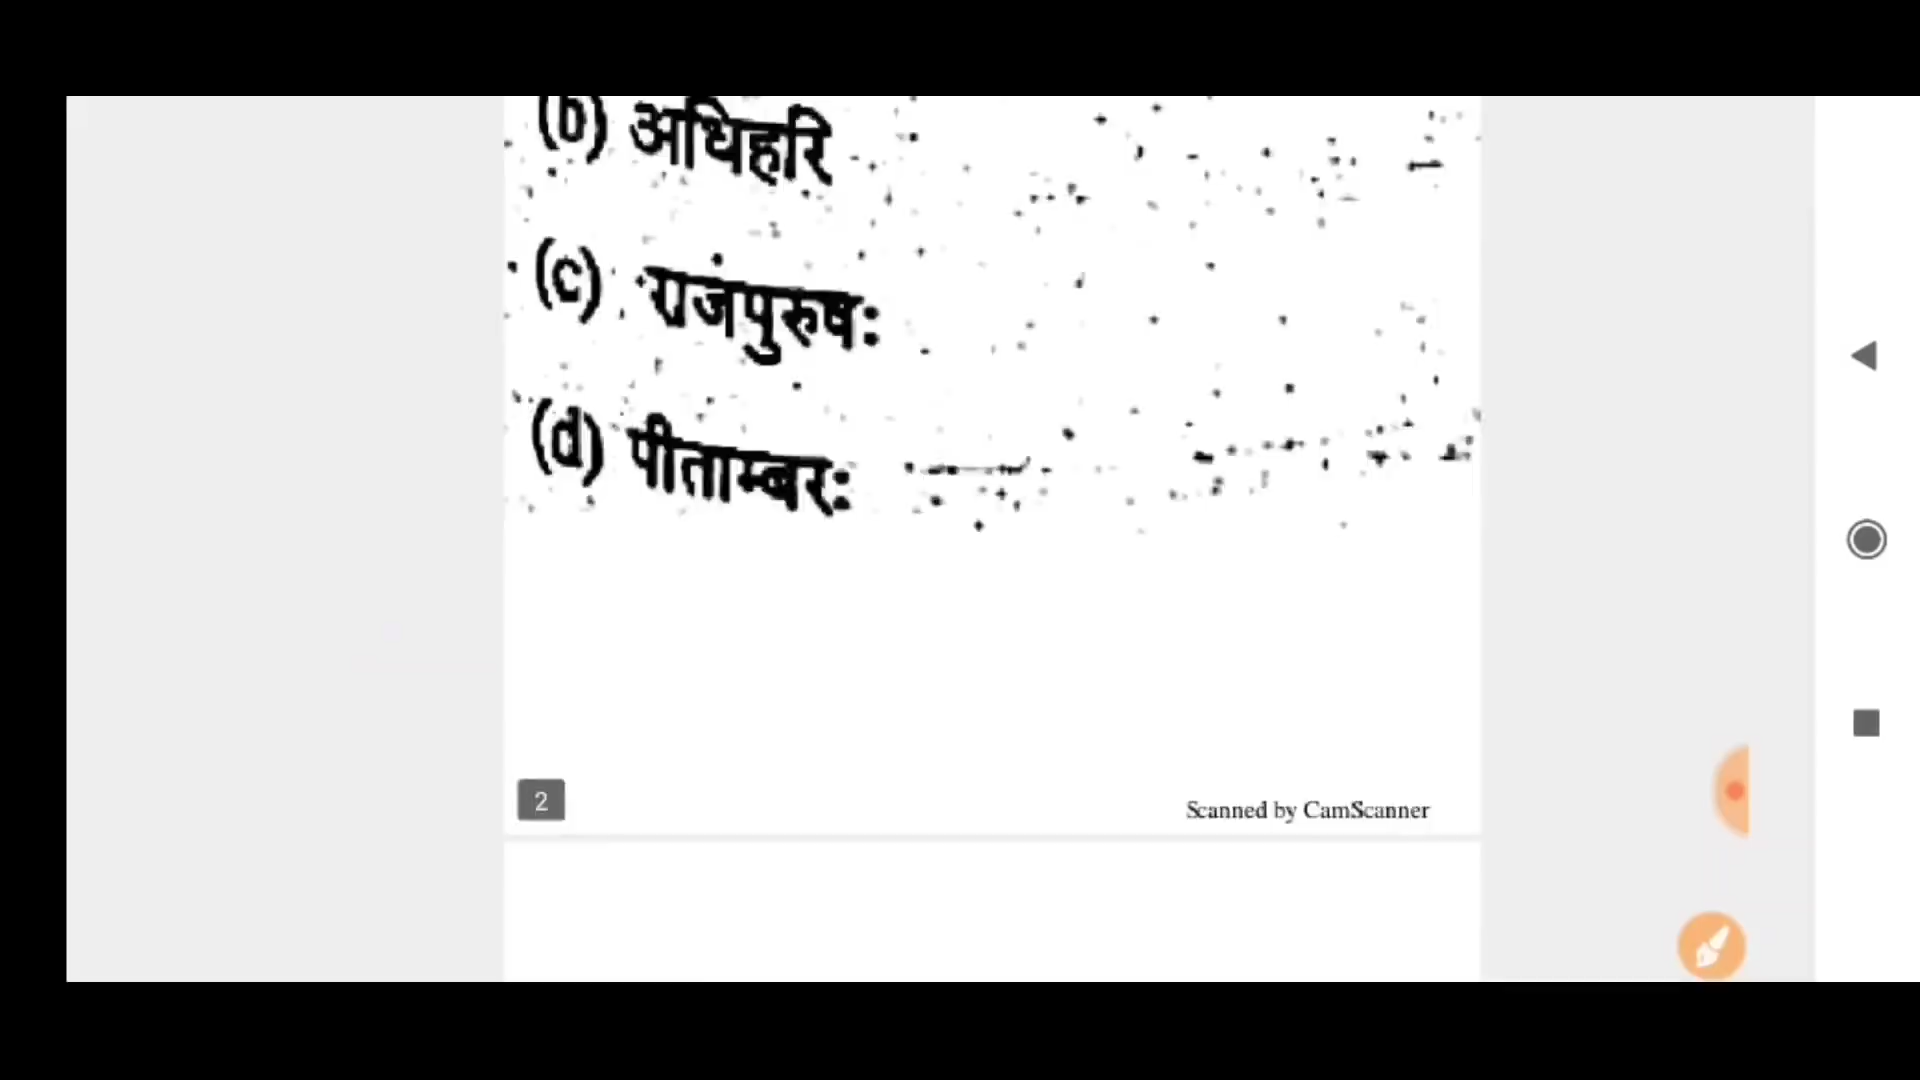 (b) अधिहरि
(c) राजपुरुषः
(d) पीताम्बरः
2
Scanned by CamScanner